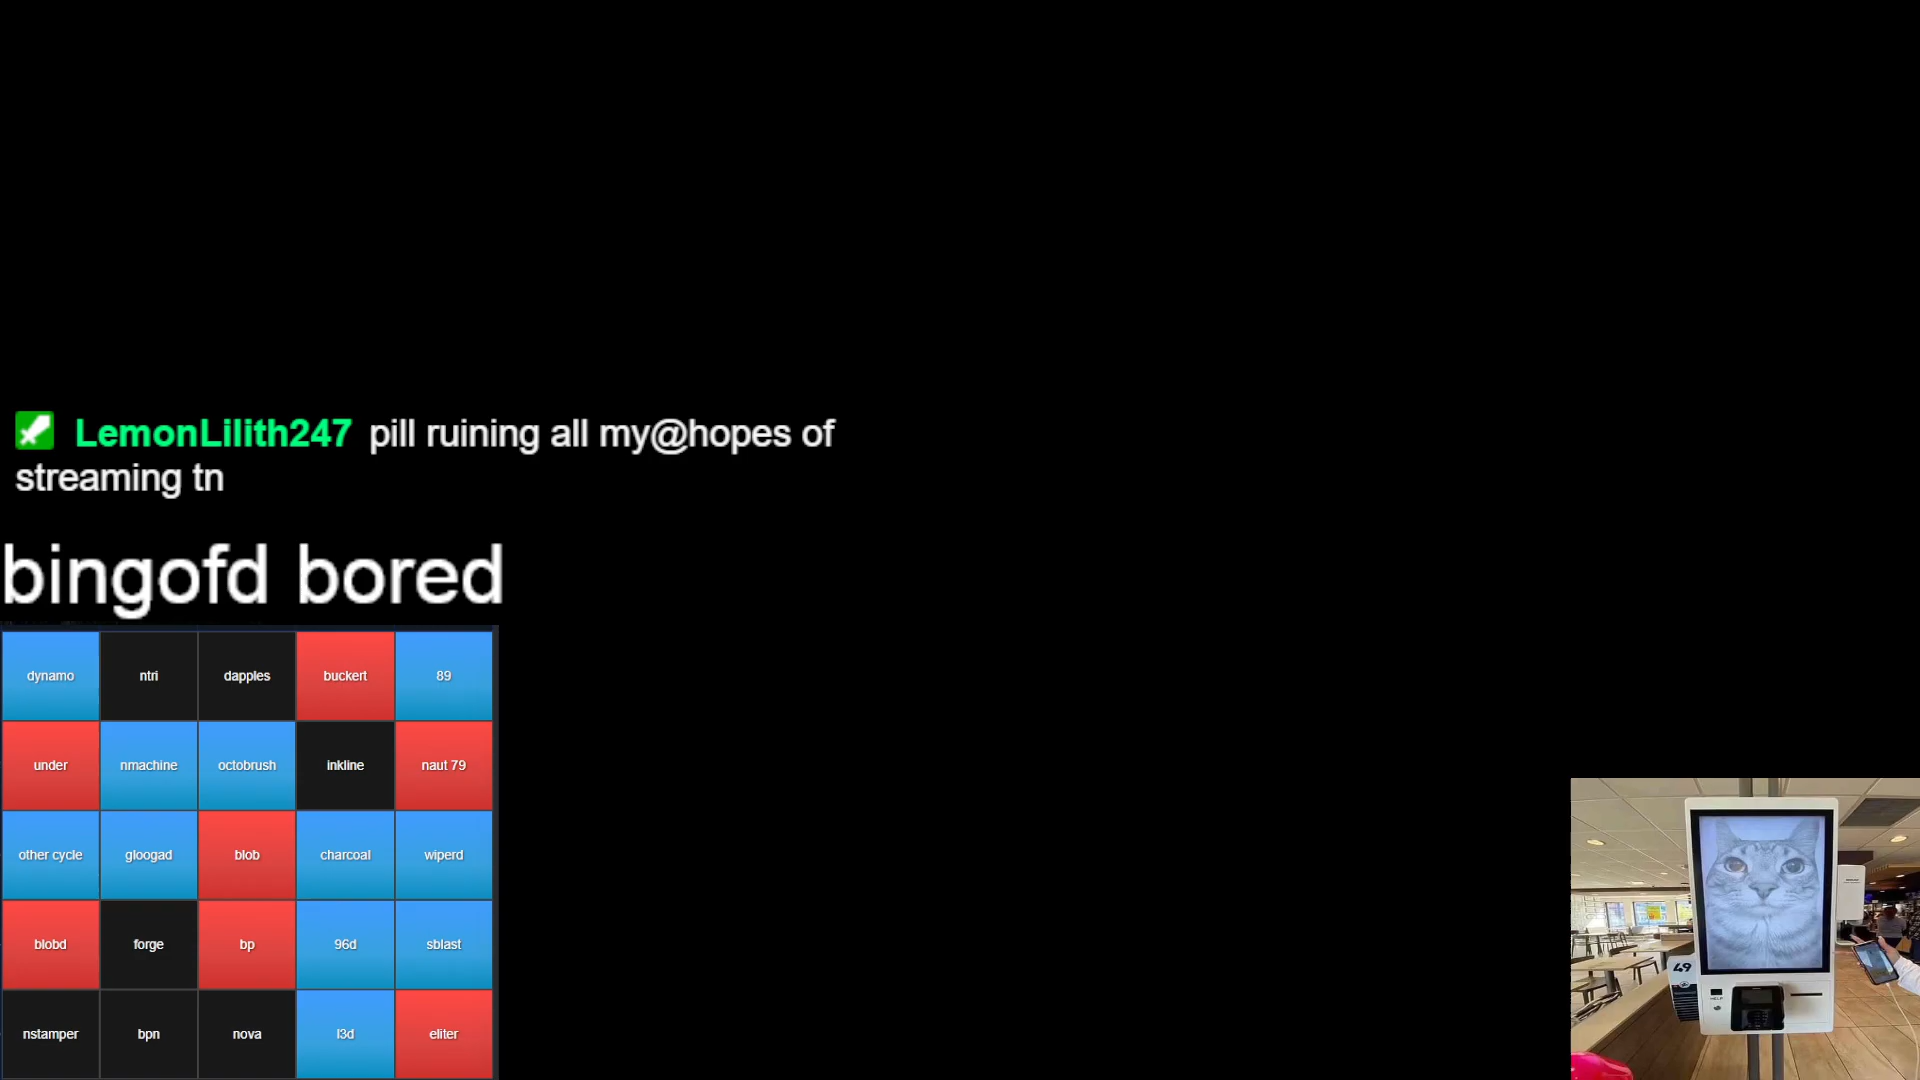 LemonLilith247 pill ruining all my@hopes of
streaming tn
bingofd bored
dynamo ntri dapples buckert 89
under nmachine octobrush inkline naut 79
other cycle gloogad blob charcoal wiperd
blobd forge bp 96d sblast
nstamper bpn nova l3d eliter
49
HELP